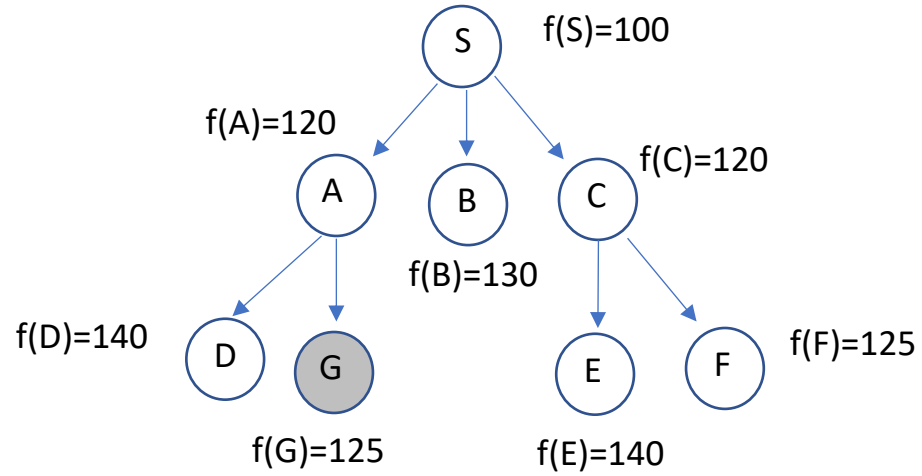 S
f(S)=100
f(A)=120
f(C)=120
A
B
C
f(B)=130
f(D)=140
D
G
E
F
f(F)=125
f(G)=125
f(E)=140